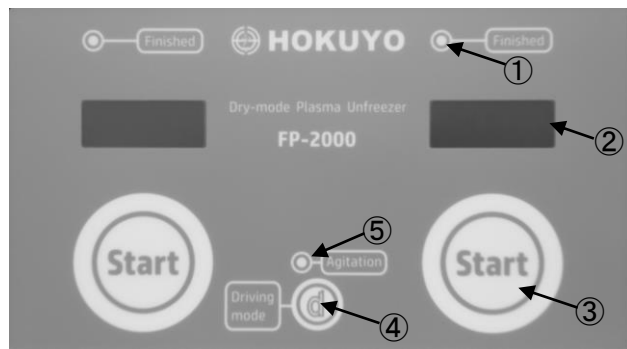 Finished
HOKUYO
Finished
①
Dry-mode Plasma Unfreezer
②
FP-2000
⑤
Start
Agitation
Start
③
Driving
mode
d
④